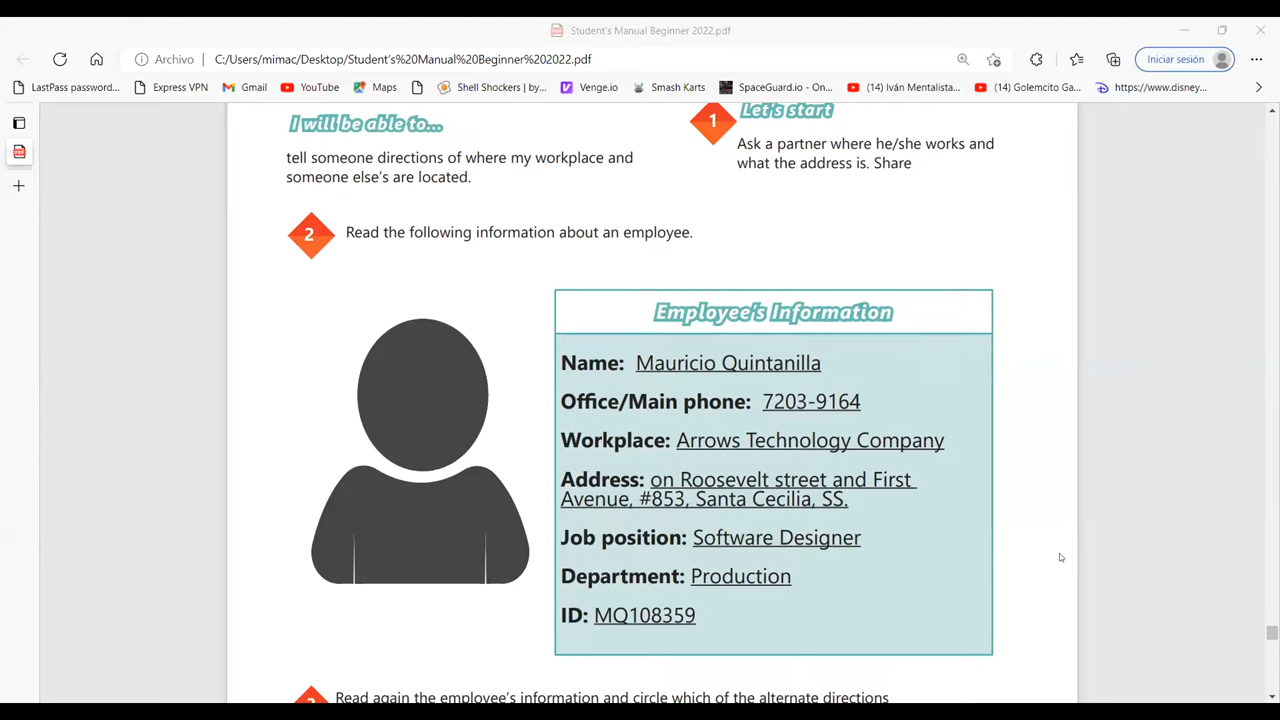 Student's Manual Beginner 2022.pdf
Archivo
C:/Users/mimac/Desktop/Student's%20Manual%20Beginner%202022.pdf
Iniciar sesión
LastPass password...
Express VPN
Gmail
YouTube
Maps
Shell Shockers | by...
Venge.io
Smash Karts
SpaceGuard.io - On...
(14) Iván Mentalista...
(14) Golemcito Ga...
https://www.disney...
I will be able to...
tell someone directions of where my workplace and
someone else's are located.
1
Let's start
Ask a partner where he/she works and
what the address is. Share
2
Read the following information about an employee.
Employee's Information
Name: Mauricio Quintanilla
Office/Main phone: 7203-9164
Workplace: Arrows Technology Company
Address: on Roosevelt street and First
Avenue, #853, Santa Cecilia, SS.
Job position: Software Designer
Department: Production
ID: MQ108359
Read again the employee's information and circle which of the alternate directions